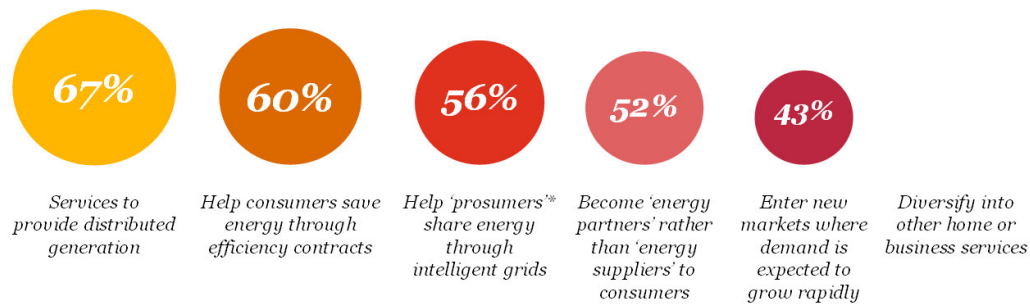 67%
60%
56%
52%
43%
Services to
provide distributed
generation
Help consumers save
energy through
efficiency contracts
Help ‘prosumers’*
share energy
through
intelligent grids
Become ‘energy
partners’ rather
than ‘energy
suppliers’ to
consumers
Enter new
markets where
demand is
expected to
grow rapidly
Diversify into
other home or
business services